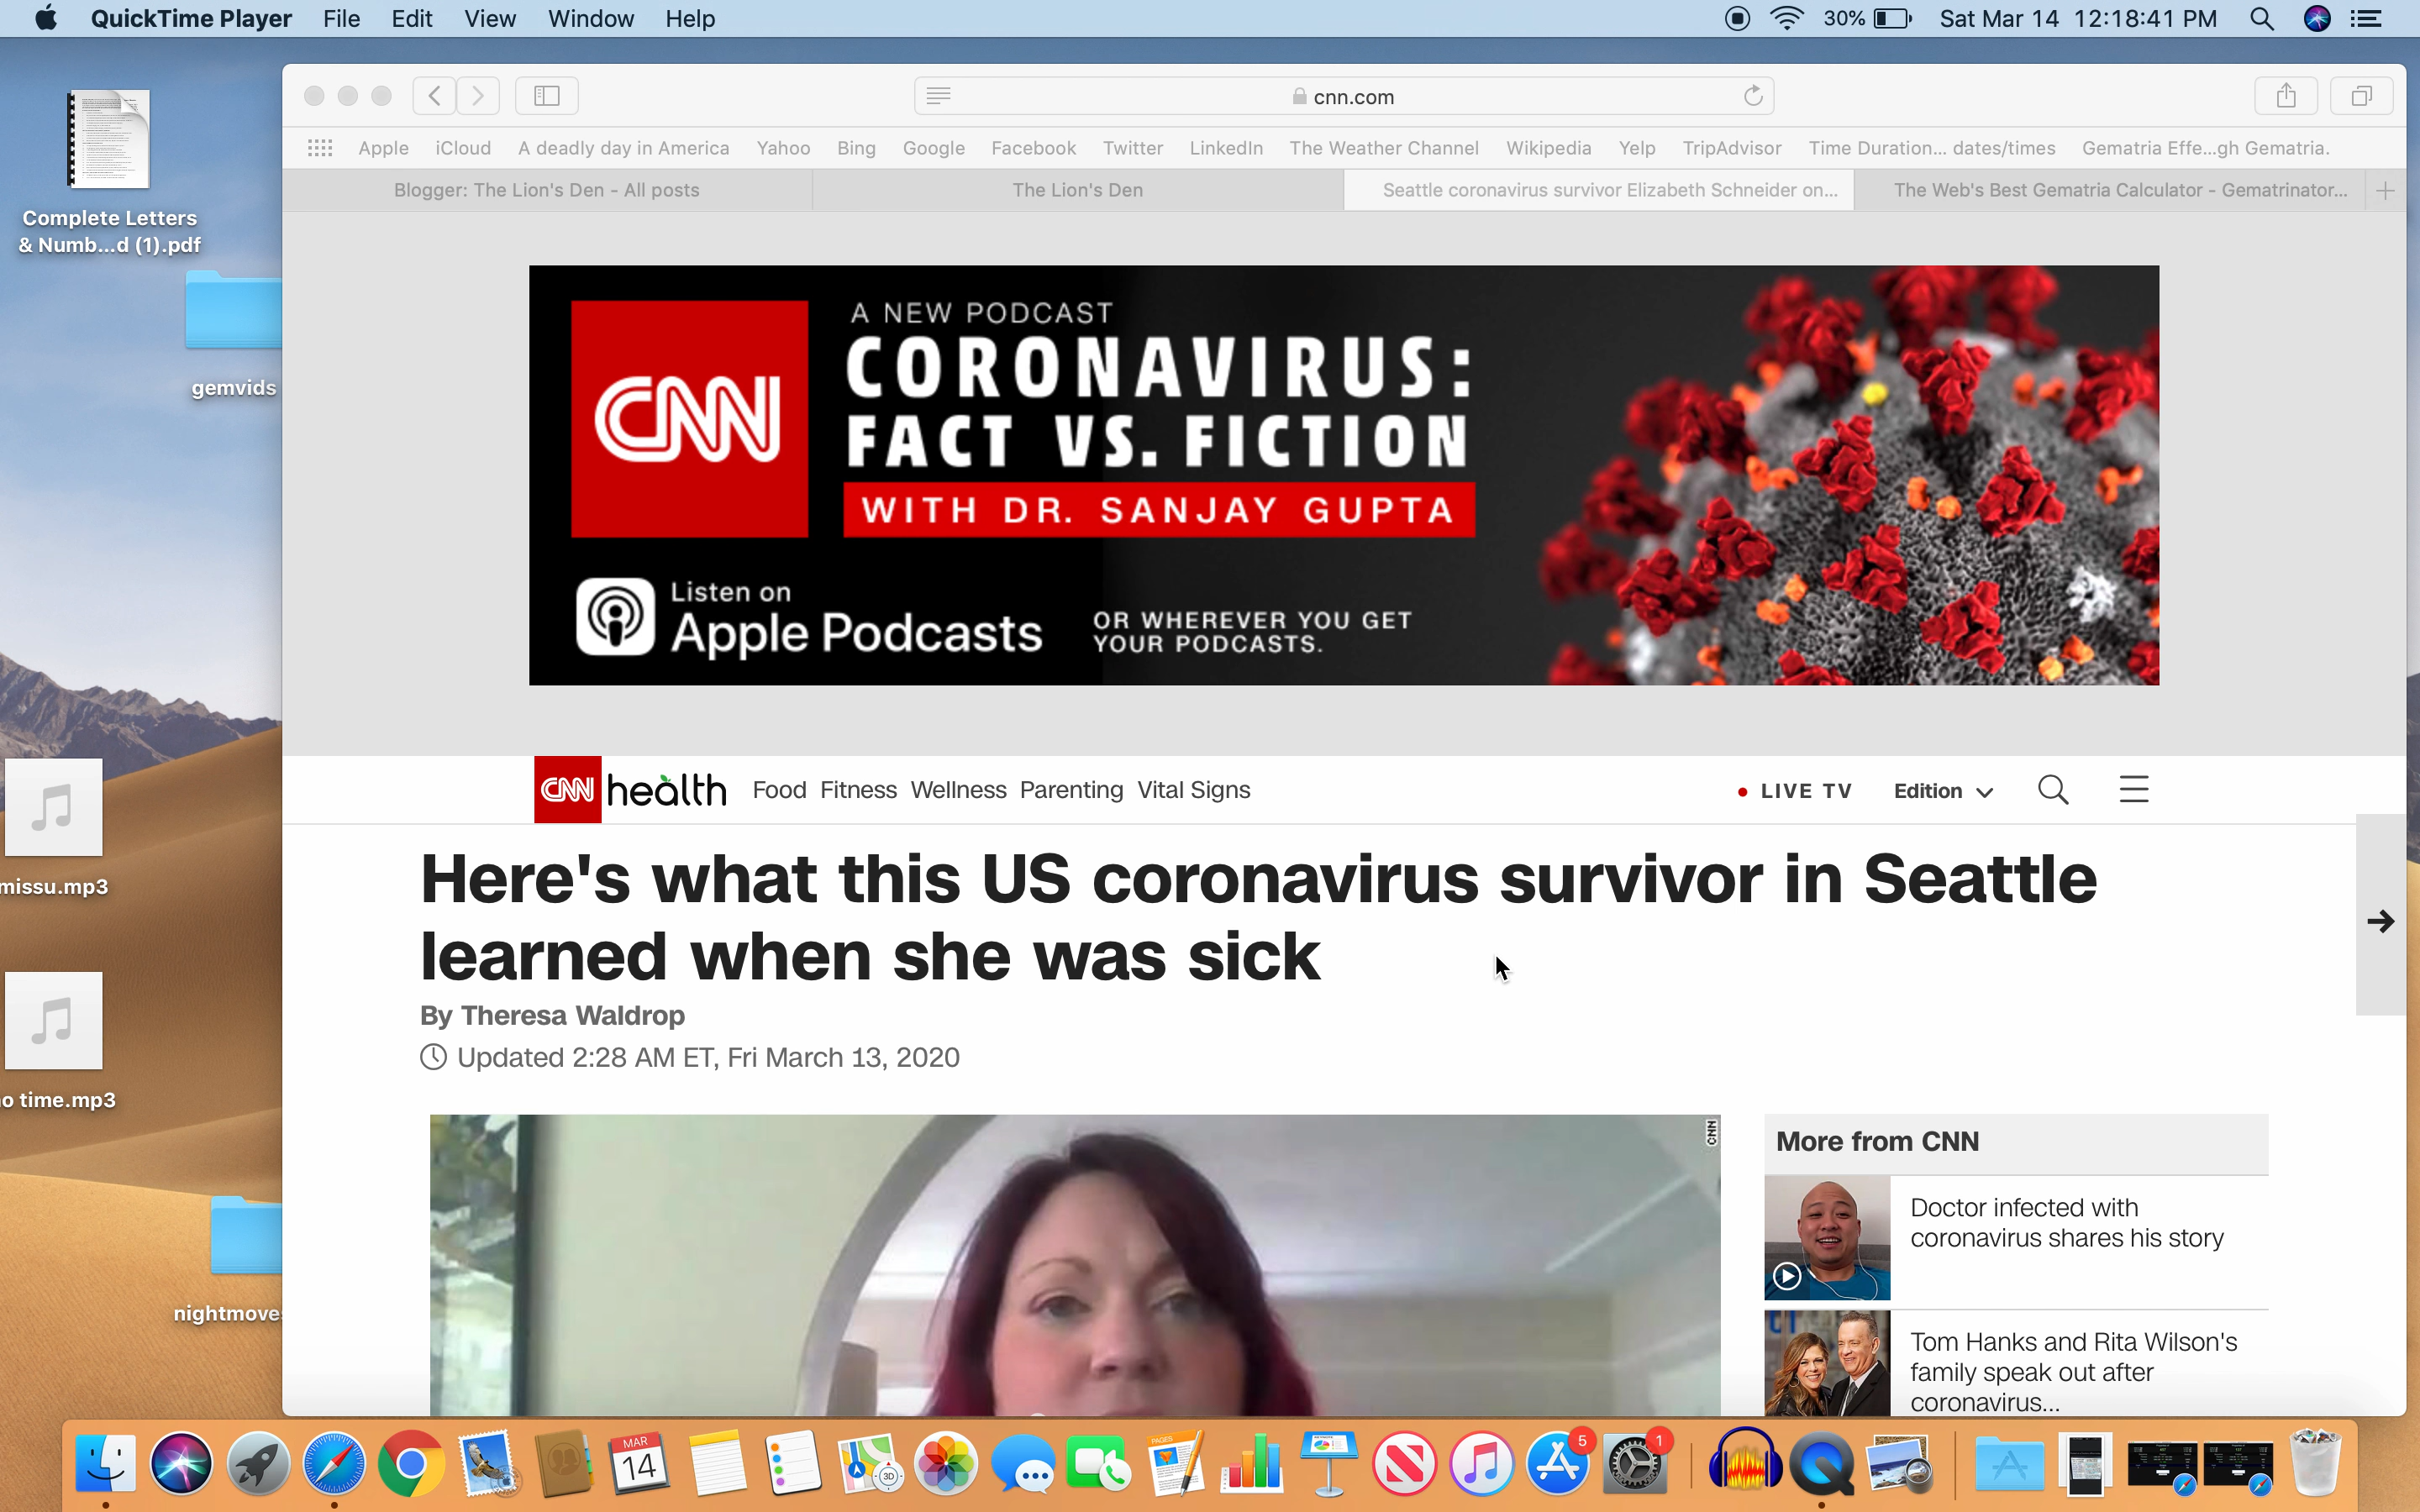 QuickTime Player File Edit View Window Help 30% Sat Mar 14 12:18:41 PM
cnn.com
Apple iCloud A deadly day in America Yahoo Bing Google Facebook Twitter LinkedIn The Weather Channel Wikipedia Yelp TripAdvisor Time Duration... dates/times Gematria Effe...gh Gematria.
Blogger: The Lion's Den - All posts The Lion's Den Seattle coronavirus survivor Elizabeth Schneider on... The Web's Best Gematria Calculator - Gematrinator...
Complete Letters
& Numb...d (1).pdf
gemvids
missu.mp3
o time.mp3
nightmoves
CNN
A NEW PODCAST
CORONAVIRUS:
FACT VS. FICTION
WITH DR. SANJAY GUPTA
Listen on
Apple Podcasts
OR WHEREVER YOU GET
YOUR PODCASTS.
CNN health Food Fitness Wellness Parenting Vital Signs LIVE TV Edition
Here's what this US coronavirus survivor in Seattle
learned when she was sick
By Theresa Waldrop
Updated 2:28 AM ET, Fri March 13, 2020
CNN
More from CNN
Doctor infected with
coronavirus shares his story
Tom Hanks and Rita Wilson's
family speak out after
coronavirus...
MAR
14
3D
PAGES
5
1